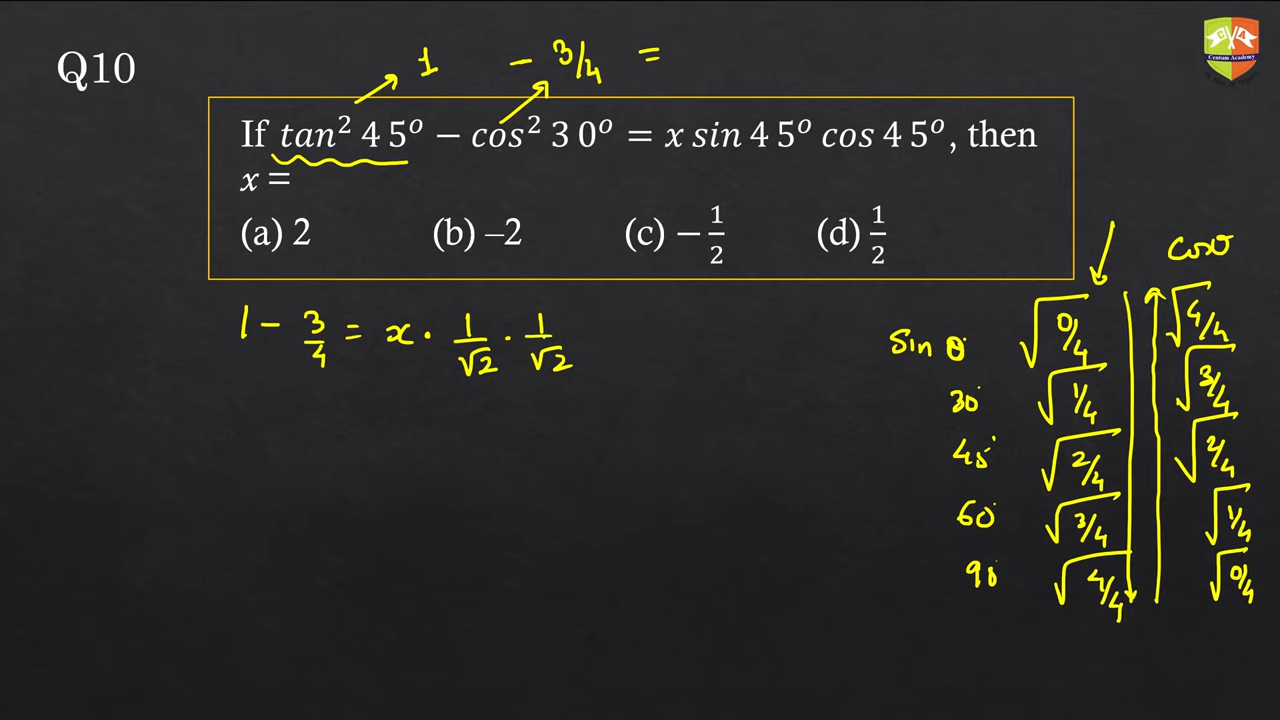 Q10
1 - 3/4 =
If tan² 45° − cos² 30° = x sin 45° cos 45°, then
x =
(a) 2 (b) –2 (c) −1/2 (d) 1/2
1 - 3/4 = x · 1/√2 · 1/√2
cosθ
sin θ √0/4 √4/4
30° √1/4 √3/4
45° √2/4 √2/4
60° √3/4 √1/4
90° √4/4 √0/4
C A
Centum Academy